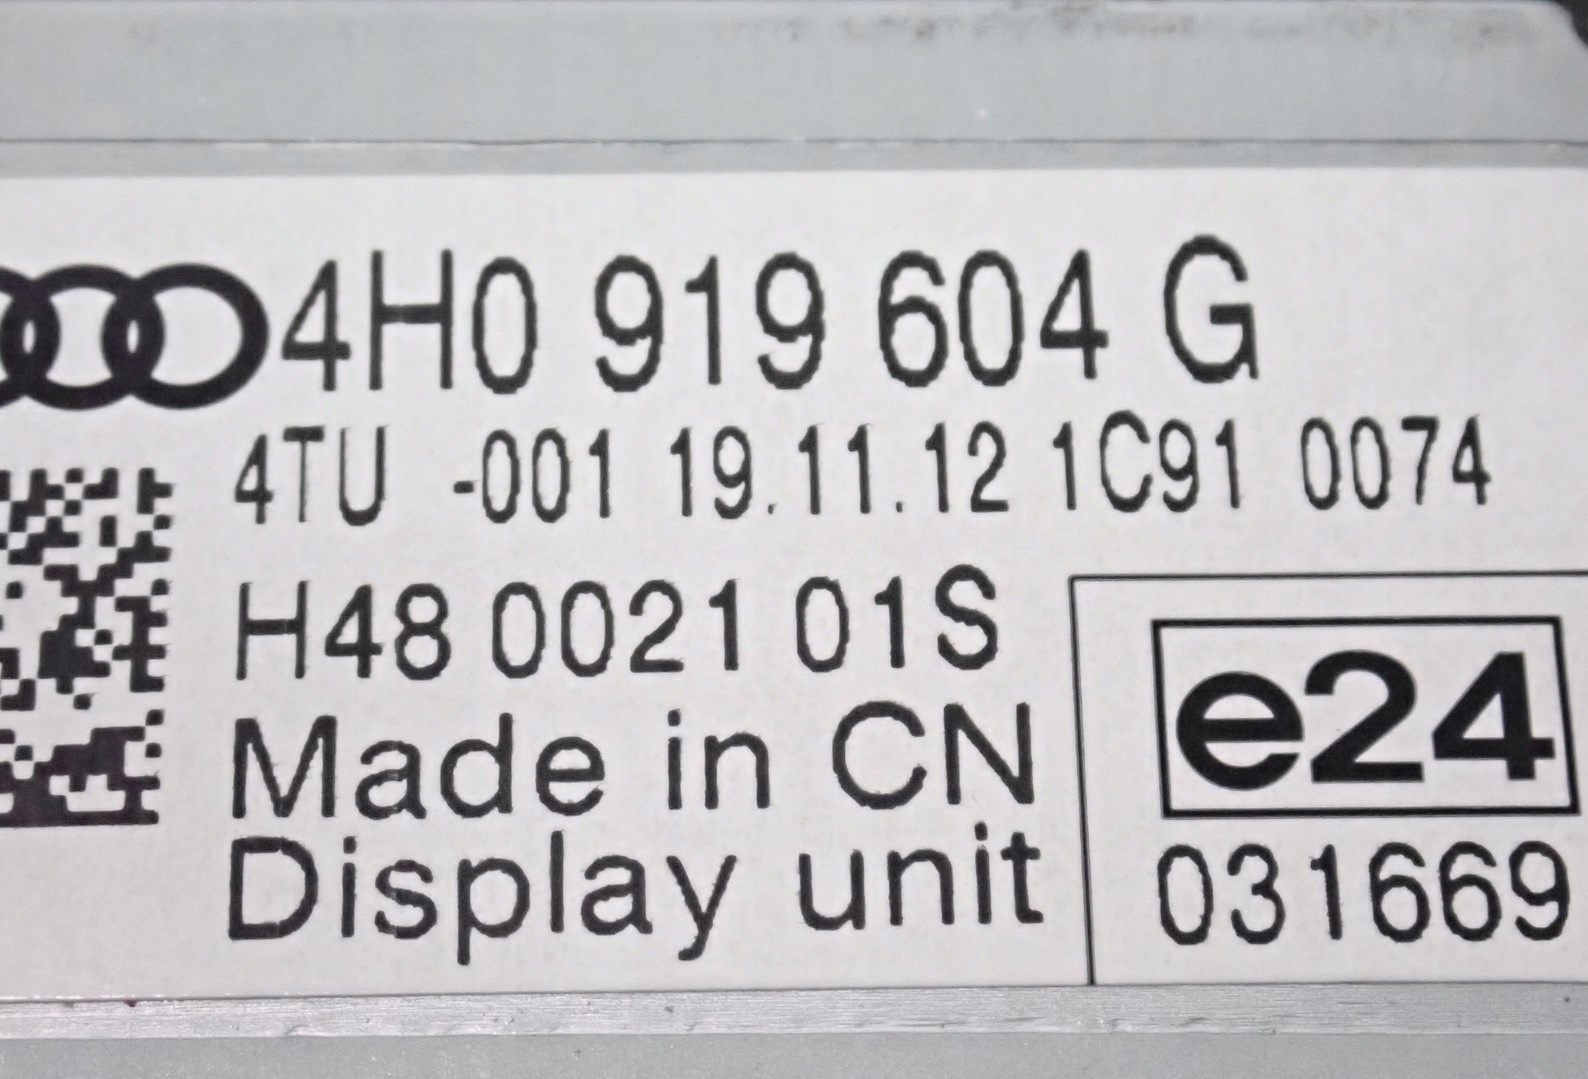 4H0 919 604 G
4TU -001 19.11.12 1C91 0074
H48 0021 01S
Made in CN
Display unit
e24
031669